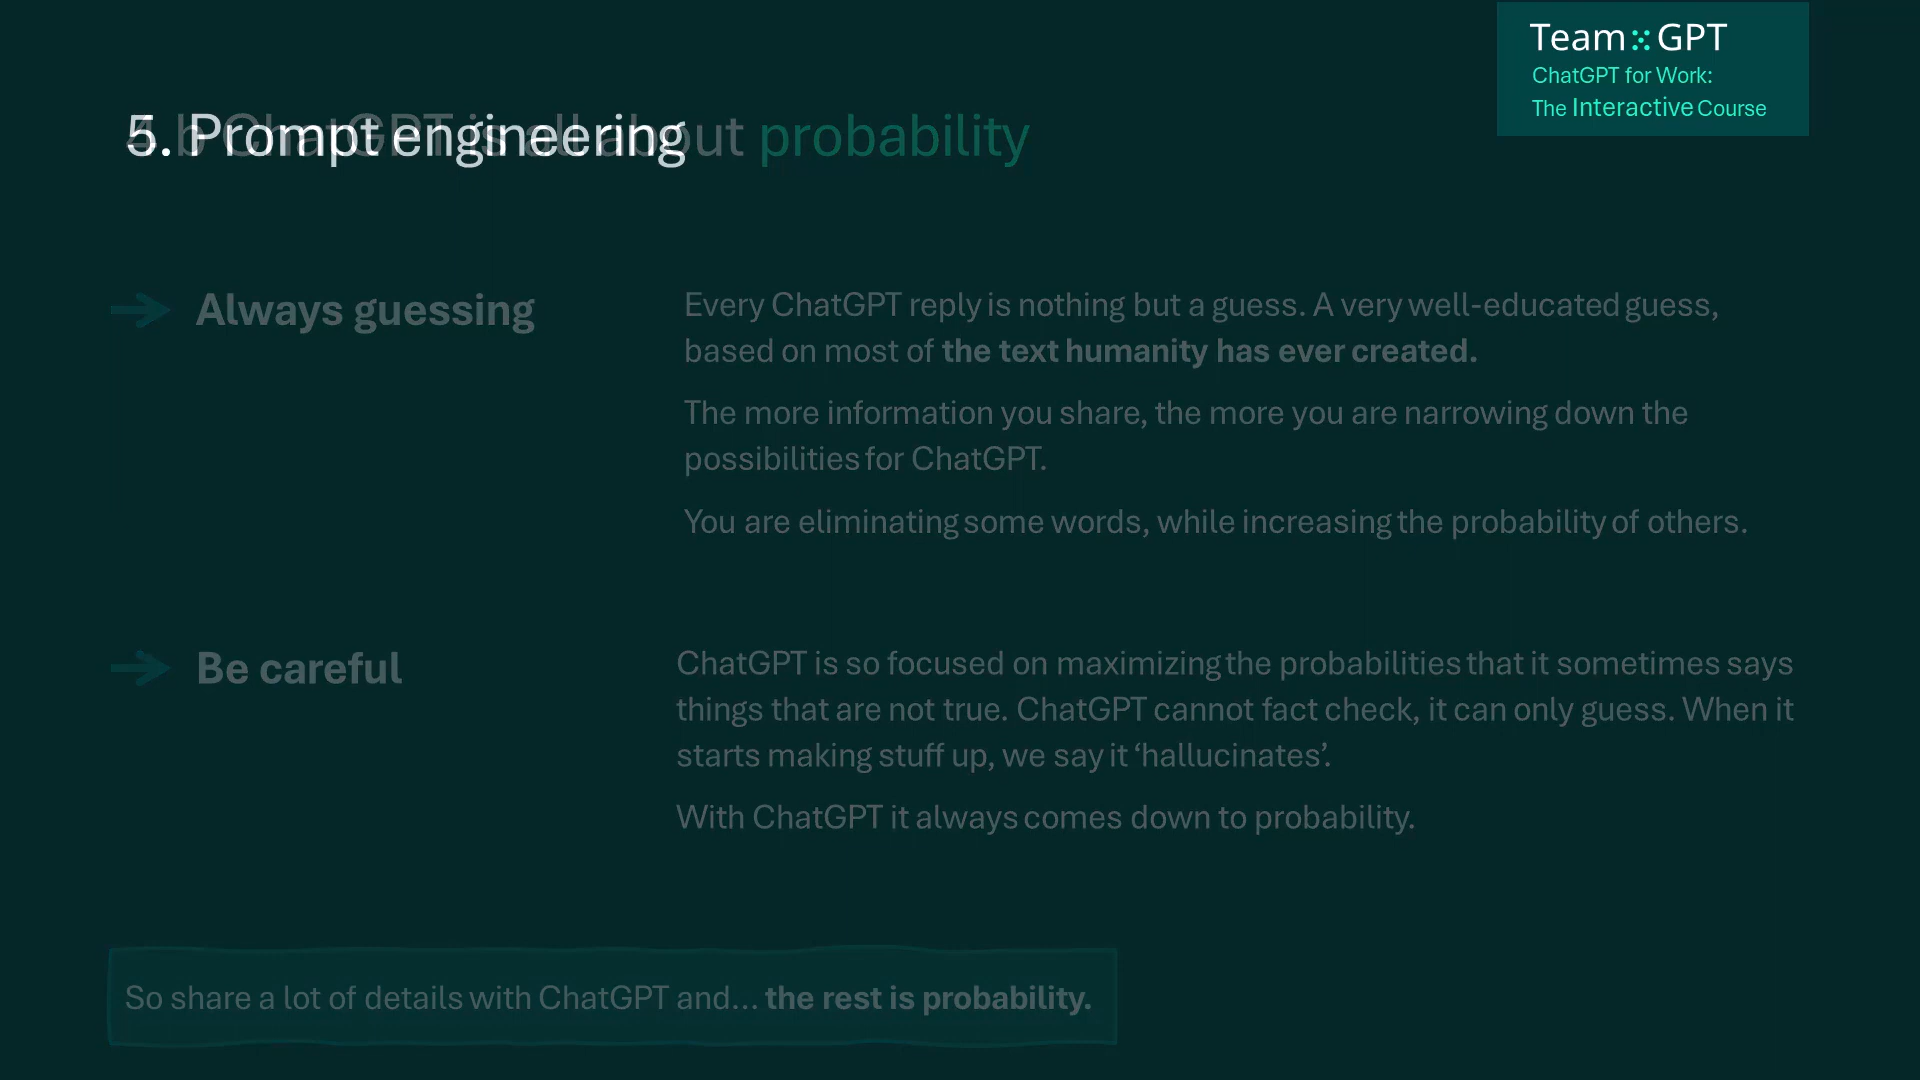 Team GPT
ChatGPT for Work:
The Interactive Course
5. Prompt engineering
4.b ChatGPT is all about probability
Always guessing
Every ChatGPT reply is nothing but a guess. A very well-educated guess,
based on most of the text humanity has ever created.
The more information you share, the more you are narrowing down the
possibilities for ChatGPT.
You are eliminating some words, while increasing the probability of others.
Be careful
ChatGPT is so focused on maximizing the probabilities that it sometimes says
things that are not true. ChatGPT cannot fact check, it can only guess. When it
starts making stuff up, we say it ‘hallucinates’.
With ChatGPT it always comes down to probability.
So share a lot of details with ChatGPT and... the rest is probability.